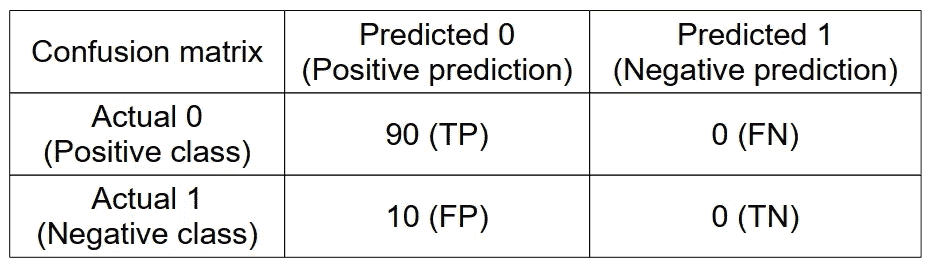 Confusion matrix
Predicted 0
(Positive prediction)
Predicted 1
(Negative prediction)
Actual 0
(Positive class)
90 (TP)
0 (FN)
Actual 1
(Negative class)
10 (FP)
0 (TN)